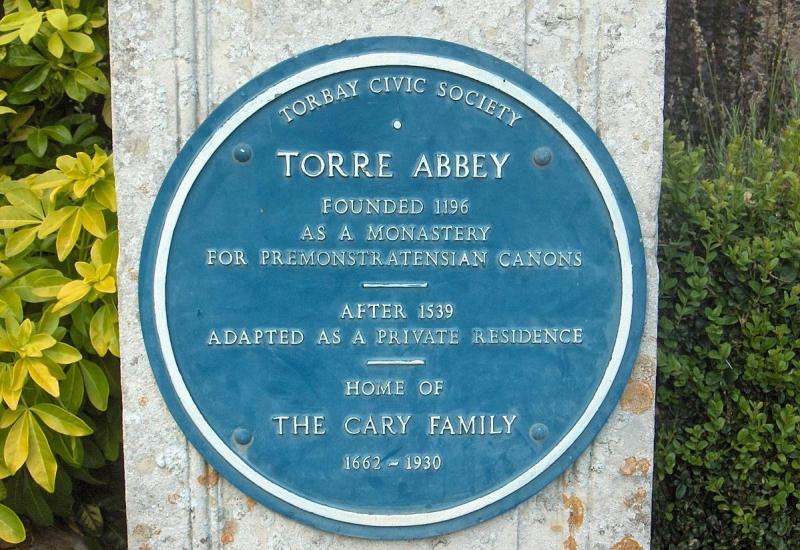 TORBAY CIVIC SOCIETY
TORRE ABBEY
FOUNDED 1196
AS A MONASTERY
FOR PREMONSTRATENSIAN CANONS
AFTER 1539
ADAPTED AS A PRIVATE RESIDENCE
HOME OF
THE CARY FAMILY
1662 ~ 1930